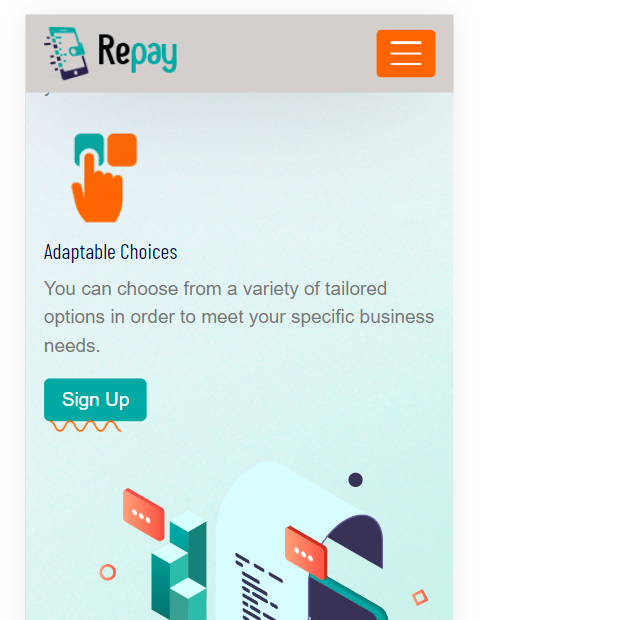 Repay
Adaptable Choices
You can choose from a variety of tailored
options in order to meet your specific business
needs.
Sign Up